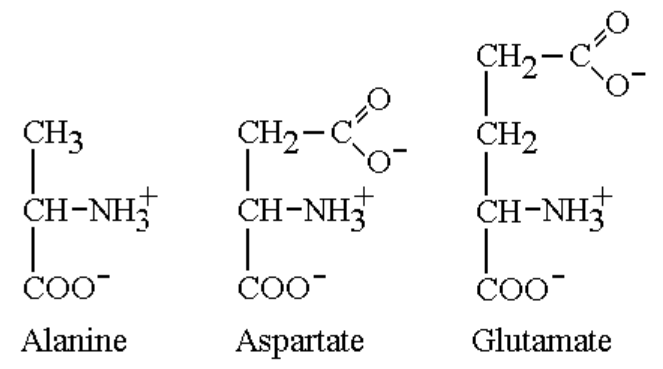 CH3
CH-NH3+
COO-
Alanine
CH2-C
O
O-
CH-NH3+
COO-
Aspartate
CH2-C
O
O-
CH2
CH-NH3+
COO-
Glutamate